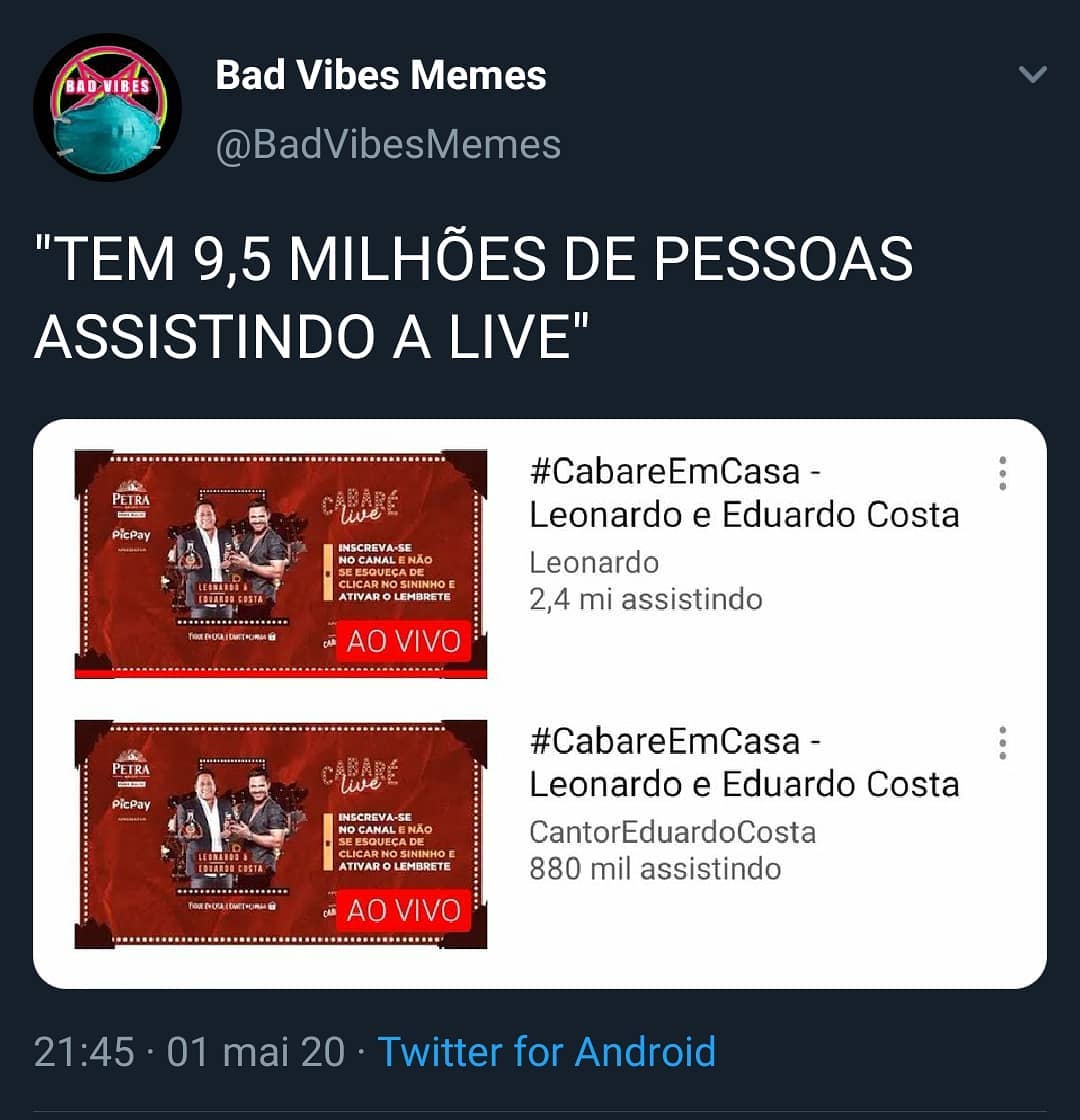 BAD VIBES
Bad Vibes Memes
@BadVibesMemes
"TEM 9,5 MILHÕES DE PESSOAS
ASSISTINDO A LIVE"
PETRA
PicPay
CABARÉ
live
INSCREVA-SE
NO CANAL E NÃO
SE ESQUEÇA DE
CLICAR NO SININHO E
ATIVAR O LEMBRETE
LEONARDO &
EDUARDO COSTA
AO VIVO
#CabareEmCasa -
Leonardo e Eduardo Costa
Leonardo
2,4 mi assistindo
PETRA
PicPay
CABARÉ
live
INSCREVA-SE
NO CANAL E NÃO
SE ESQUEÇA DE
CLICAR NO SININHO E
ATIVAR O LEMBRETE
LEONARDO &
EDUARDO COSTA
AO VIVO
#CabareEmCasa -
Leonardo e Eduardo Costa
CantorEduardoCosta
880 mil assistindo
21:45 · 01 mai 20 · Twitter for Android